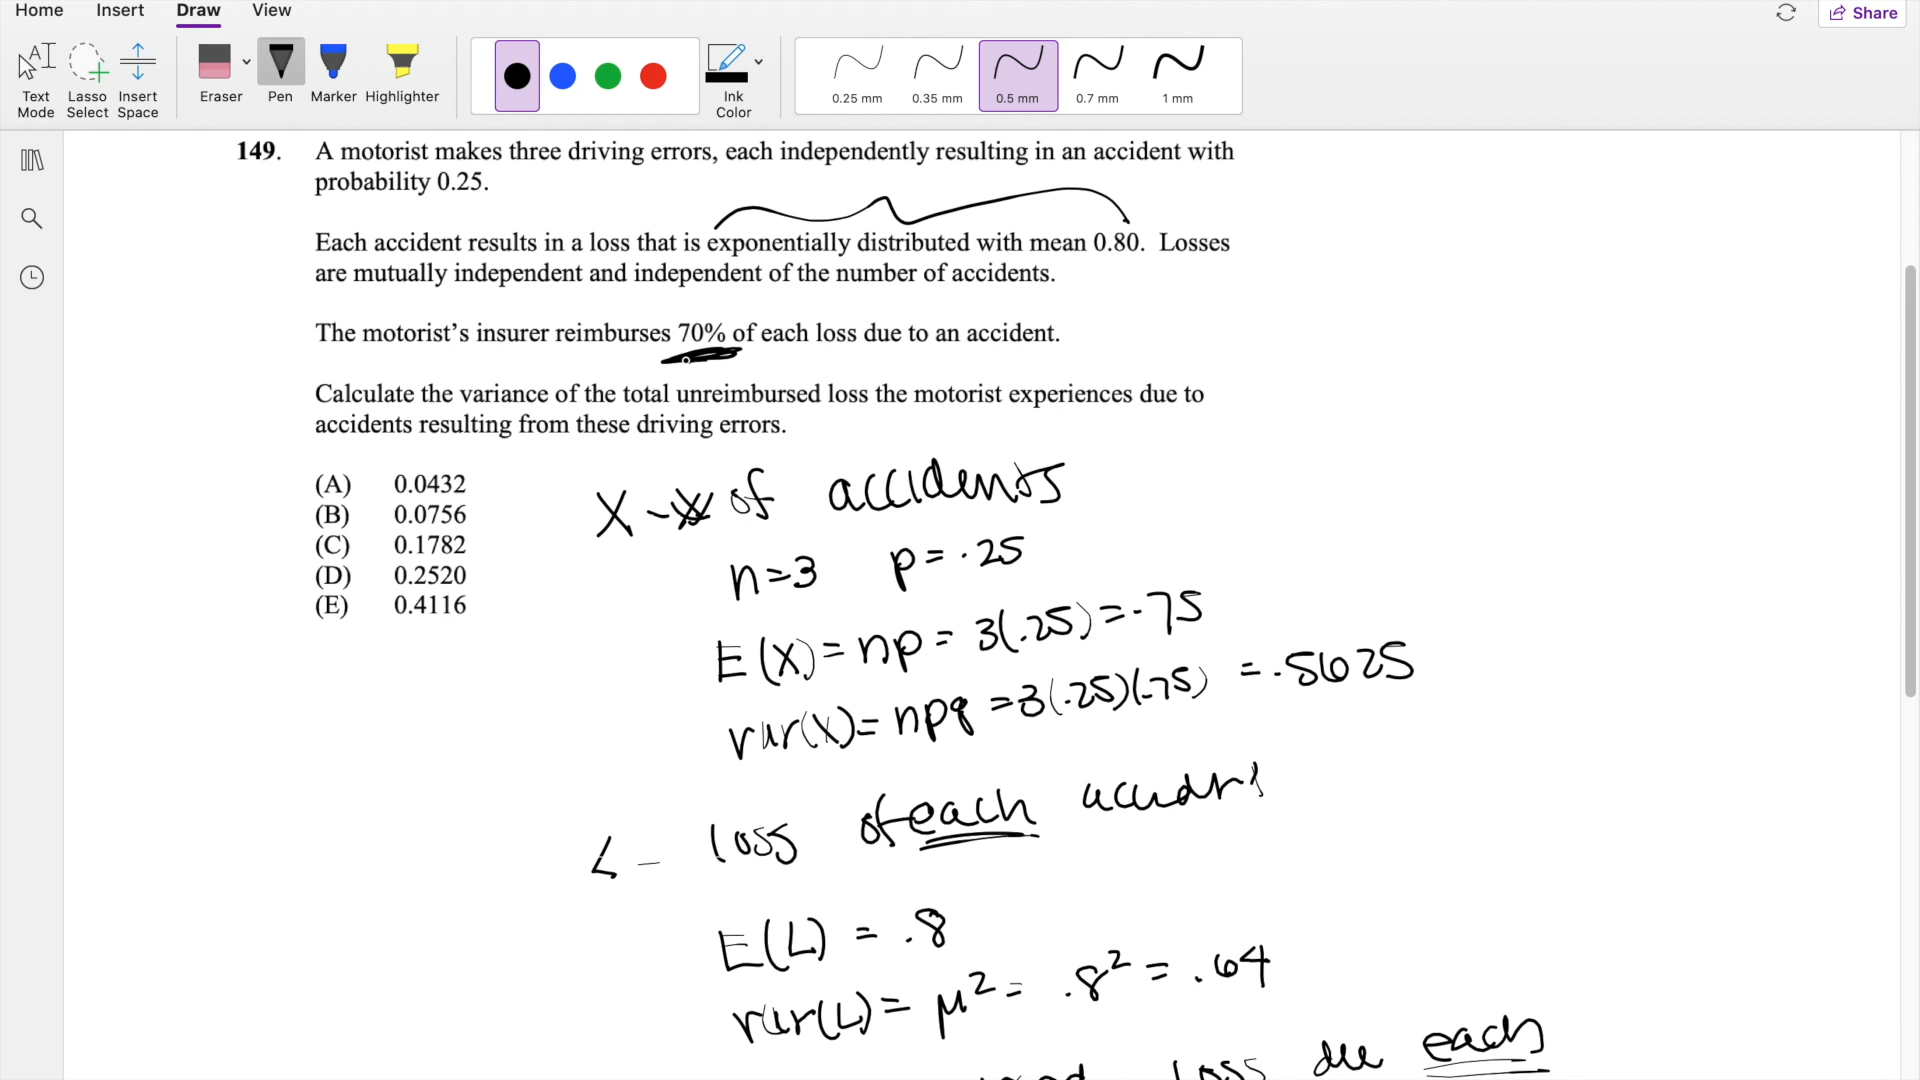 Home Insert Draw View
Share
Text Mode
Lasso Select
Insert Space
Eraser
Pen
Marker
Highlighter
Ink Color
0.25 mm
0.35 mm
0.5 mm
0.7 mm
1 mm
149. A motorist makes three driving errors, each independently resulting in an accident with
probability 0.25.
Each accident results in a loss that is exponentially distributed with mean 0.80. Losses
are mutually independent and independent of the number of accidents.
The motorist's insurer reimburses 70% of each loss due to an accident.
Calculate the variance of the total unreimbursed loss the motorist experiences due to
accidents resulting from these driving errors.
(A) 0.0432
(B) 0.0756
(C) 0.1782
(D) 0.2520
(E) 0.4116
X - # of accidents
n=3 p=.25
E(X)=np=3(.25)=.75
var(X)=npq=3(.25)(.75)=.5625
L - loss of each accident
E(L) = .8
var(L)= μ²= .8²= .64
loss due each